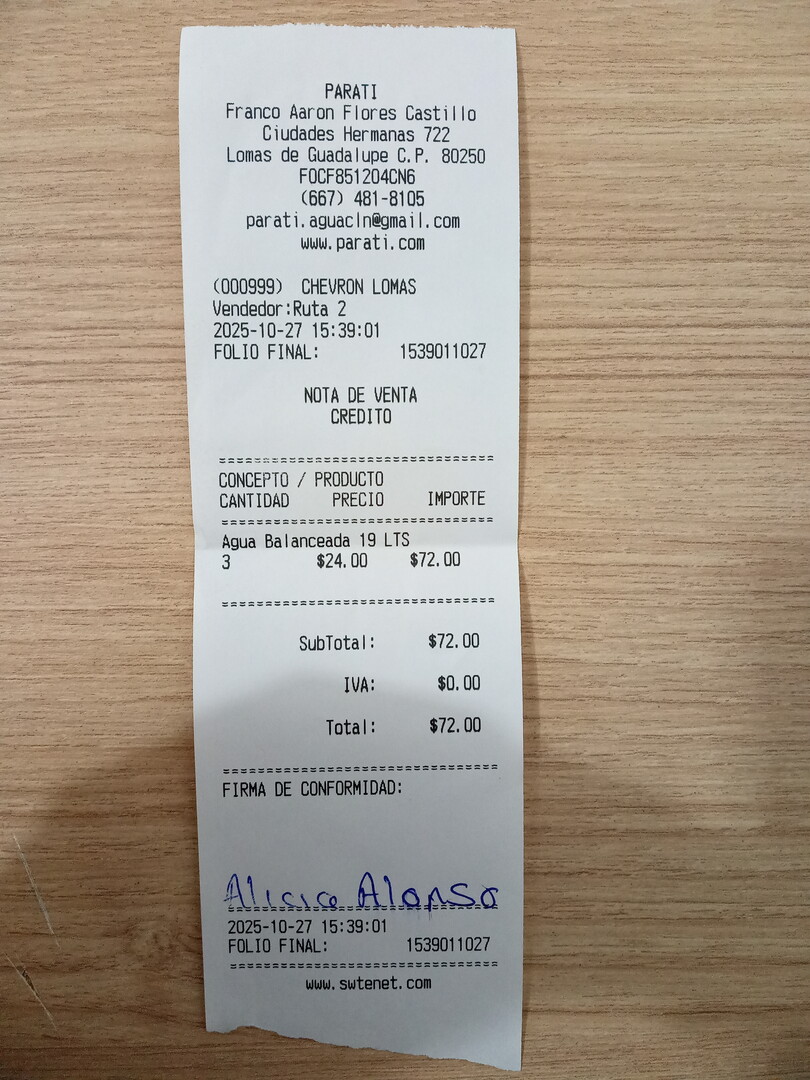 PARATI
Franco Aaron Flores Castillo
Ciudades Hermanas 722
Lomas de Guadalupe C.P. 80250
FOCF851204CN6
(667) 481-8105
parati.aguacln@gmail.com
www.parati.com
(000999) CHEVRON LOMAS
Vendedor:Ruta 2
2025-10-27 15:39:01
FOLIO FINAL: 1539011027
NOTA DE VENTA
CREDITO
CONCEPTO / PRODUCTO
CANTIDAD PRECIO IMPORTE
Agua Balanceada 19 LTS
3 $24.00 $72.00
SubTotal: $72.00
IVA: $0.00
Total: $72.00
FIRMA DE CONFORMIDAD:
Alicia Alonso
2025-10-27 15:39:01
FOLIO FINAL: 1539011027
www.swtenet.com